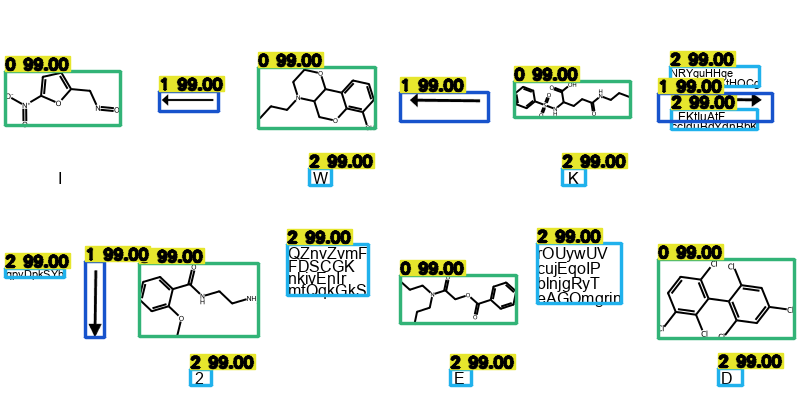 0 99.00
1 99.00
0 99.00
1 99.00
0 99.00
2 99.00
NRYquHHqe
1 99.00
2 99.00
I
2 99.00
W
2 99.00
K
2 99.00
1 99.00
99.00
2 99.00
QZnvZvmF
FDSCGK
nkivEnIr
mfOqkGkS
0 99.00
2 99.00
rOUywUV
cujEqolP
bInjgRyT
eAGOmgrin
0 99.00
2 99.00
2
2 99.00
E
2 99.00
D